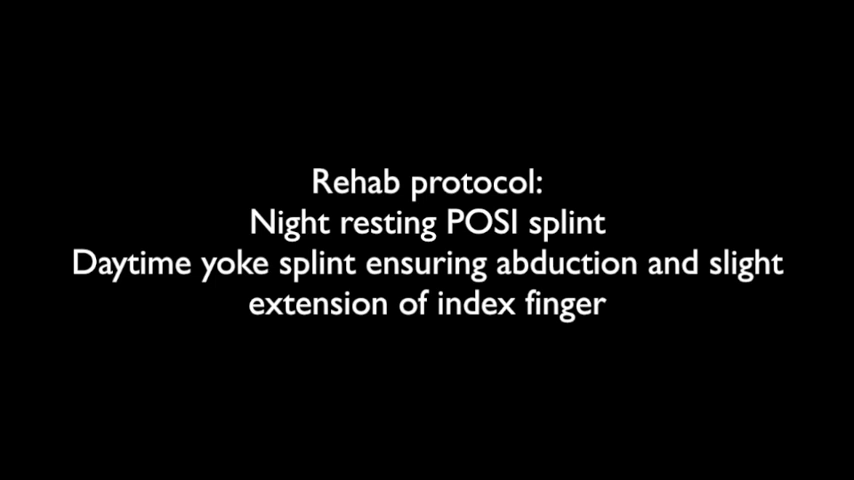 Rehab protocol:
Night resting POSI splint
Daytime yoke splint ensuring abduction and slight
extension of index finger